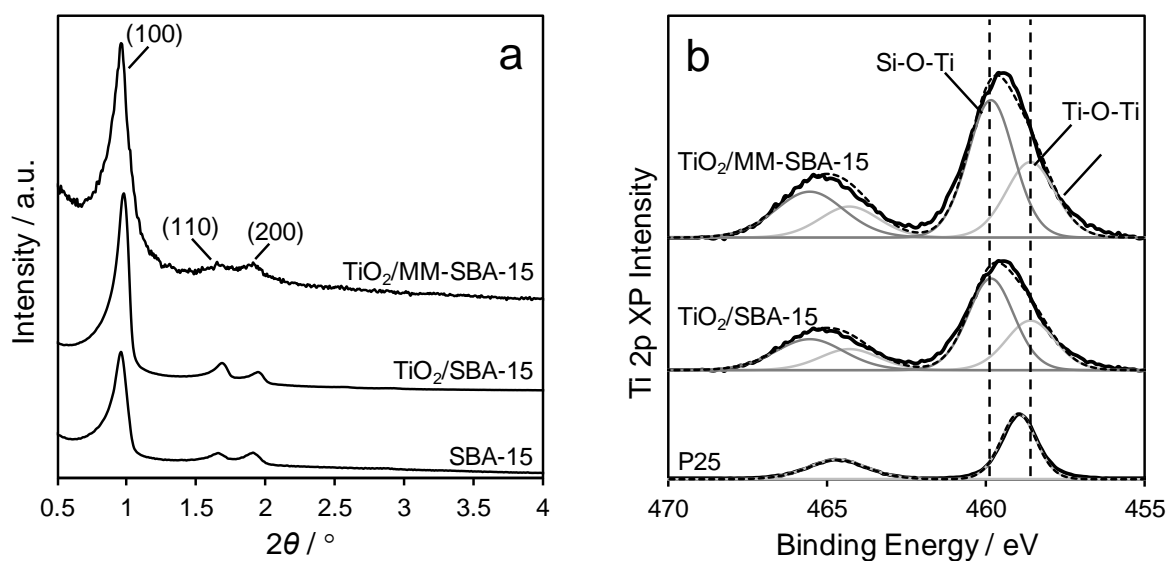 a
(100)
(110)
(200)
TiO2/MM-SBA-15
TiO2/SBA-15
SBA-15
Intensity / a.u.
0.5 1 1.5 2 2.5 3 3.5 4
2θ / °
b
Si-O-Ti
Ti-O-Ti
TiO2/MM-SBA-15
TiO2/SBA-15
P25
Ti 2p XP Intensity
470 465 460 455
Binding Energy / eV